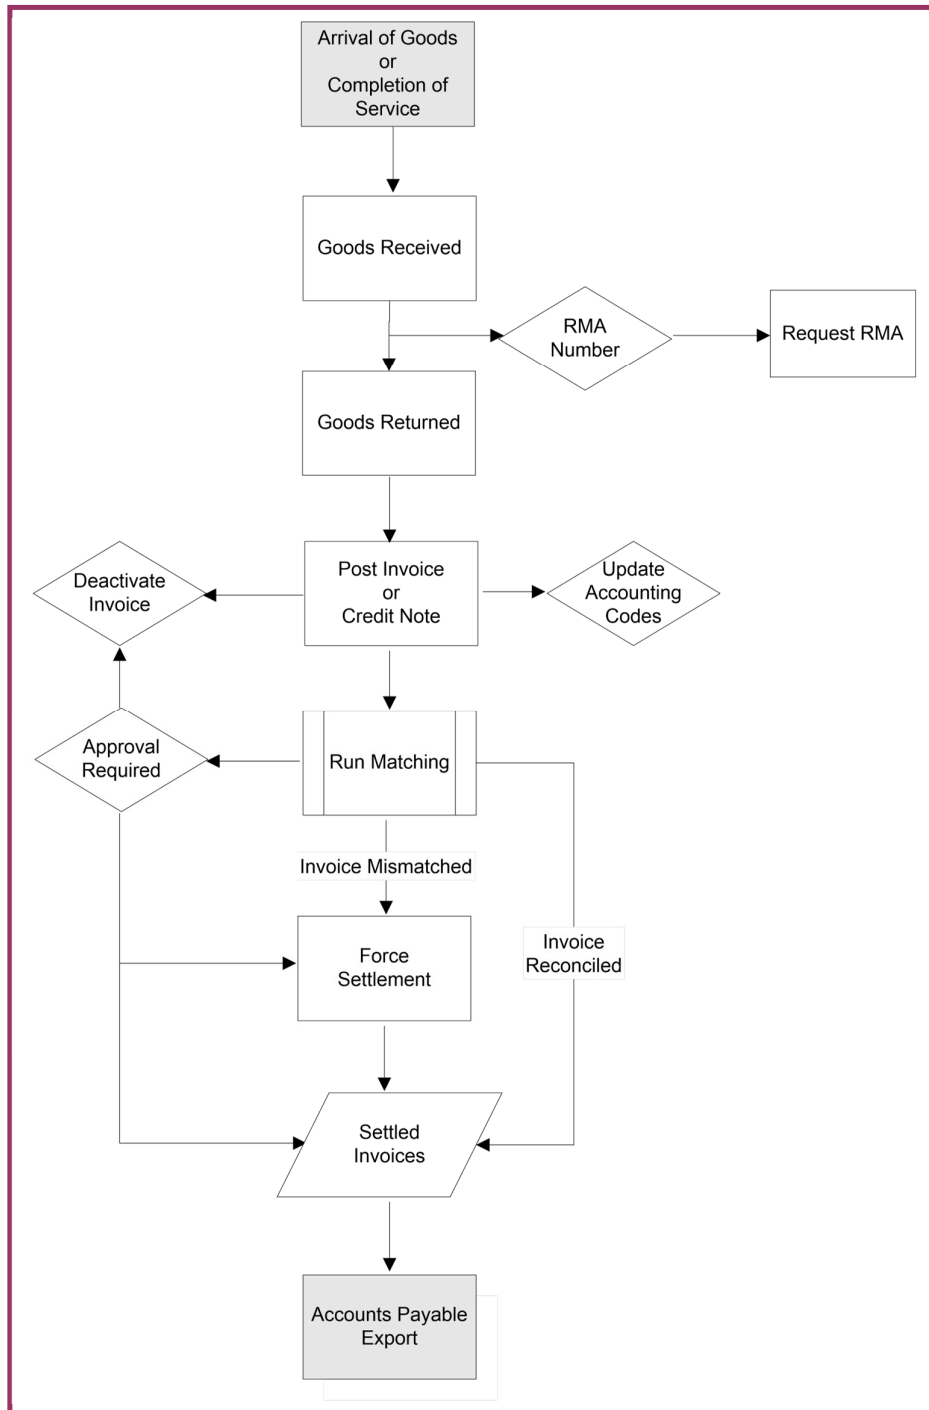 Arrival of Goods
or
Completion of
Service
Goods Received
RMA
Number
Request RMA
Goods Returned
Deactivate
Invoice
Post Invoice
or
Credit Note
Update
Accounting
Codes
Approval
Required
Run Matching
Invoice Mismatched
Force
Settlement
Invoice
Reconciled
Settled
Invoices
Accounts Payable
Export